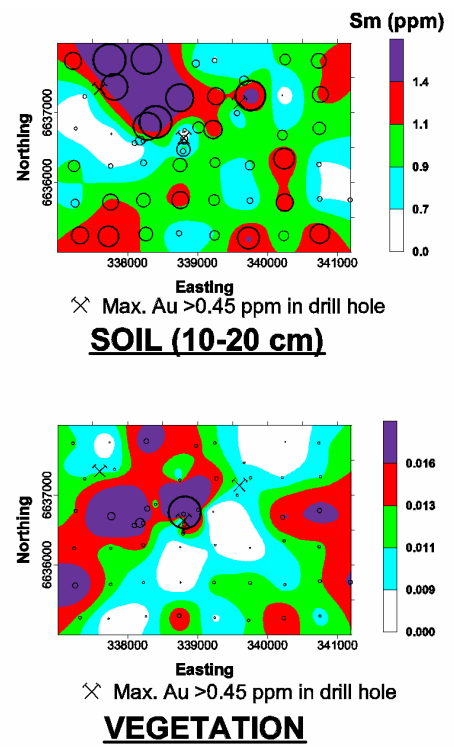 Sm (ppm)
1.4
1.1
0.9
0.7
0.0
Northing
6637000
6636000
338000 339000 340000 341000
Easting
Max. Au >0.45 ppm in drill hole
SOIL (10-20 cm)
0.016
0.013
0.011
0.009
0.000
Northing
6637000
6636000
338000 339000 340000 341000
Easting
Max. Au >0.45 ppm in drill hole
VEGETATION